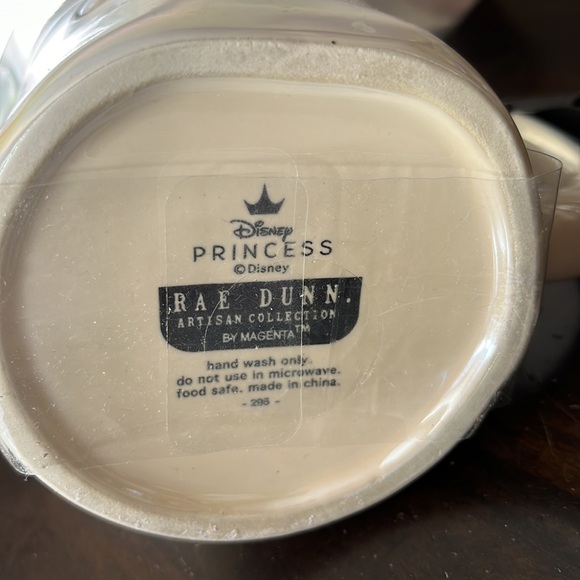 Disney
PRINCESS
©Disney
RAE DUNN.
ARTISAN COLLECTION
BY MAGENTA™
hand wash only.
do not use in microwave.
food safe. made in china.
- 296 -